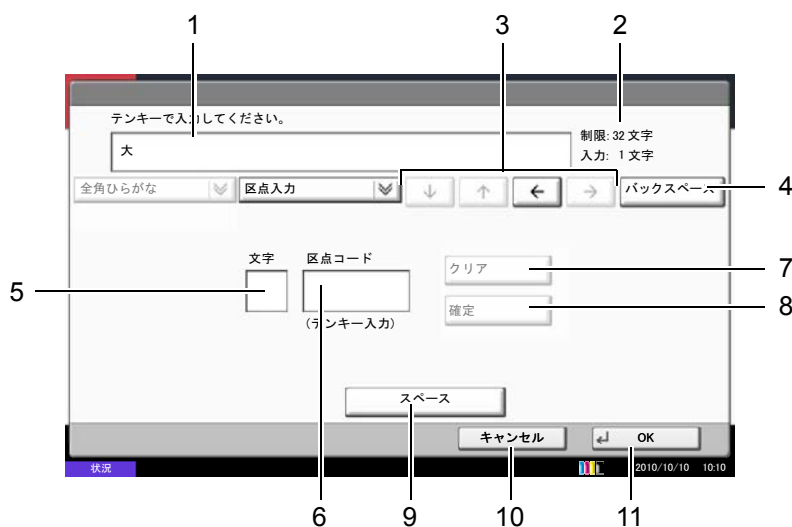 1 3 2
テンキーで入力してください。
制限: 32 文字
大
入力: 1 文字
全角ひらがな 区点入力 ↓ ↑ ← → バックスペース
4
文字 区点コード
クリア
7
5
確定
8
(テンキー入力)
スペース
キャンセル OK
状況 2010/10/10 10:10
6 9 10 11